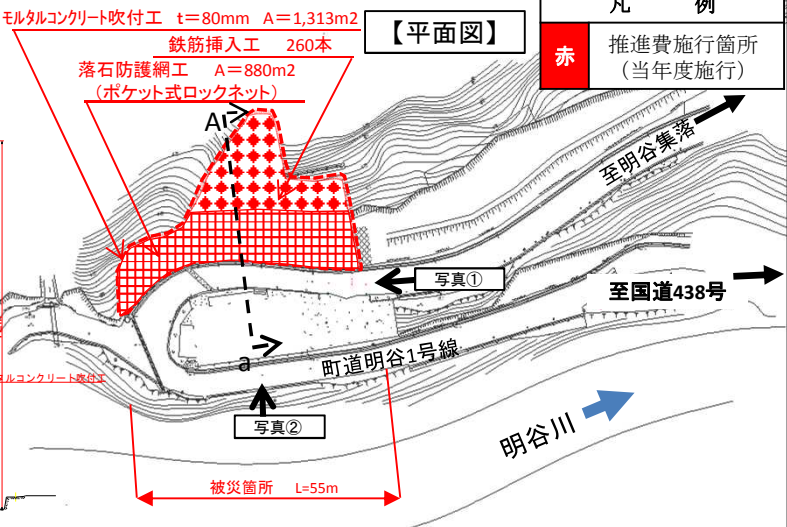 モルタルコンクリート吹付工 t=80mm A=1,313m2
鉄筋挿入工 260本
落石防護網工 A=880m2
(ポケット式ロックネット)
【平面図】
凡 例
赤
推進費施行箇所
(当年度施行)
A
a
至明谷集落
写真①
至国道438号
町道明谷1号線
写真②
明谷川
ルコンクリート吹付工
被災箇所 L=55m